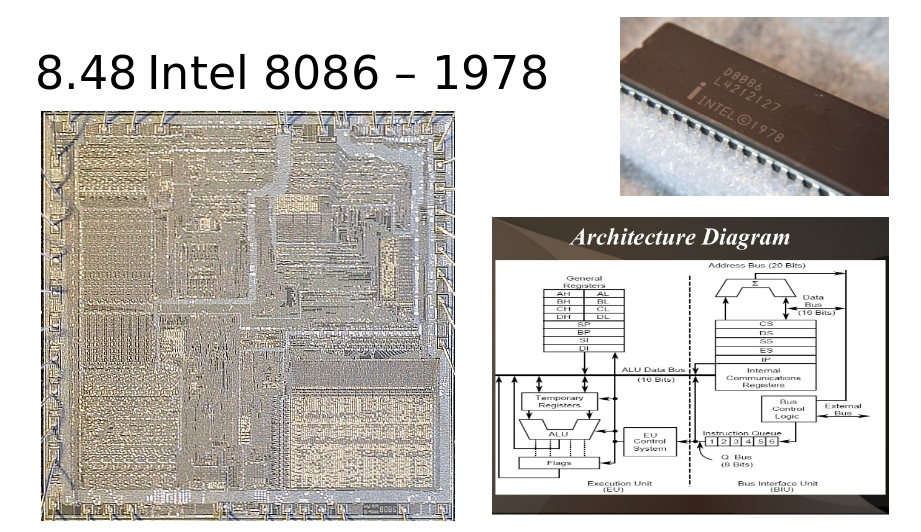 8.48 Intel 8086 – 1978
D8086
L4212127
INTEL©1978
8086
Architecture Diagram
Address Bus (20 Bits)
General
Registers
AH AL
BH BL
CH CL
DH DL
SP
BP
SI
DI
Σ
Data
Bus
(16 Bits)
CS
DS
SS
ES
IP
Internal
Communications
Registers
ALU Data Bus
(16 Bits)
Temporary
Registers
ALU
Flags
EU
Control
System
Bus
Control
Logic
External
Bus
Instruction Queue
1 2 3 4 5 6
Q Bus
(8 Bits)
Execution Unit
(EU)
Bus Interface Unit
(BIU)